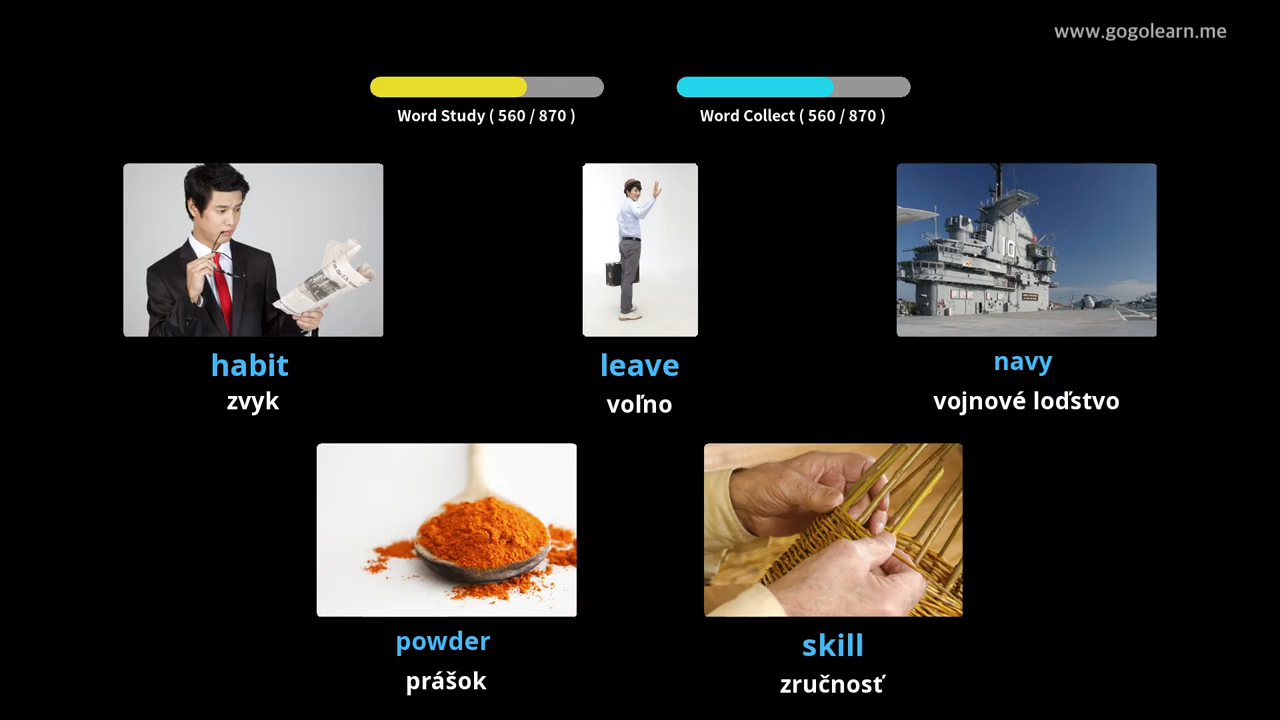 www.gogolearn.me
Word Study ( 560 / 870 )
Word Collect ( 560 / 870 )
10
habit
leave
navy
zvyk
voľno
vojnové loďstvo
powder
skill
prášok
zručnosť